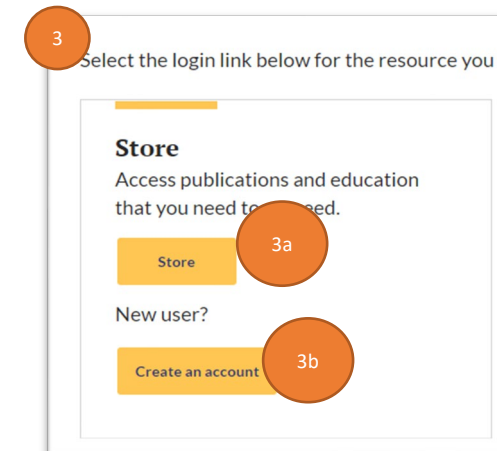 3
Select the login link below for the resource you
Store
Access publications and education
that you need to
3a
Store
New user?
3b
Create an account